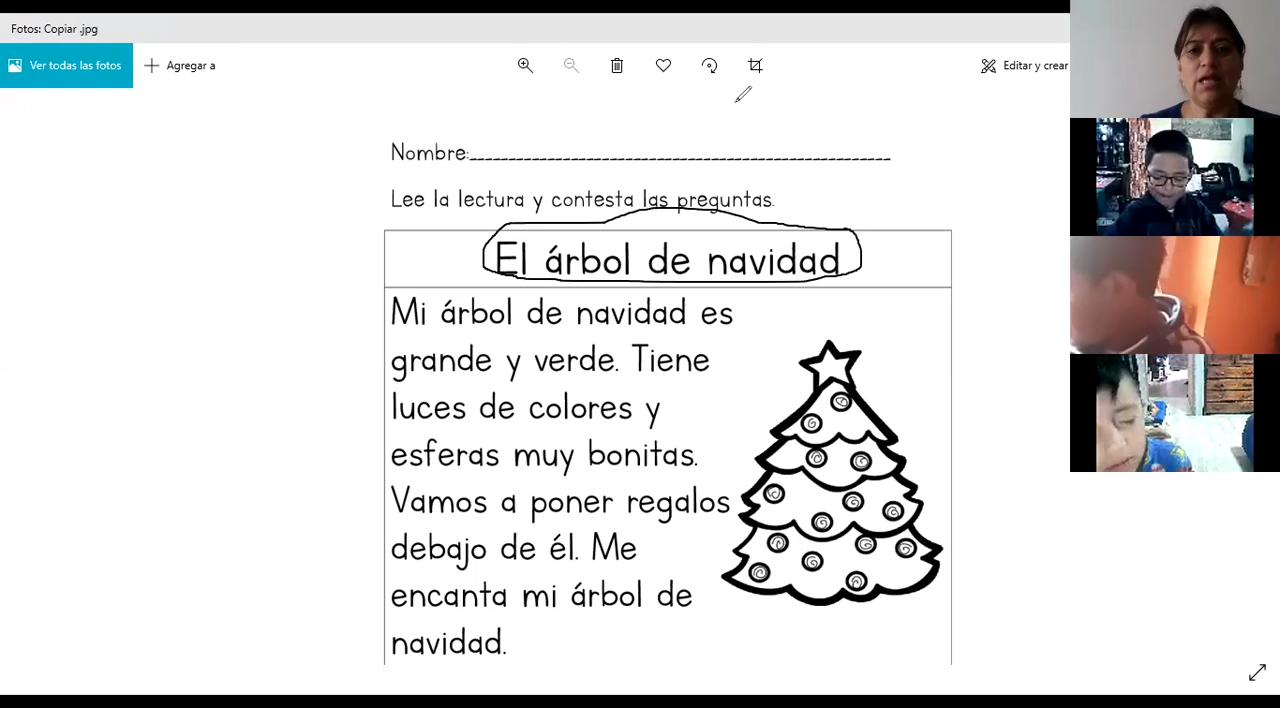 Fotos: Copiar .jpg
Ver todas las fotos
Agregar a
Editar y crear
Nombre:
Lee la lectura y contesta las preguntas.
El árbol de navidad
Mi árbol de navidad es
grande y verde. Tiene
luces de colores y
esferas muy bonitas.
Vamos a poner regalos
debajo de él. Me
encanta mi árbol de
navidad.